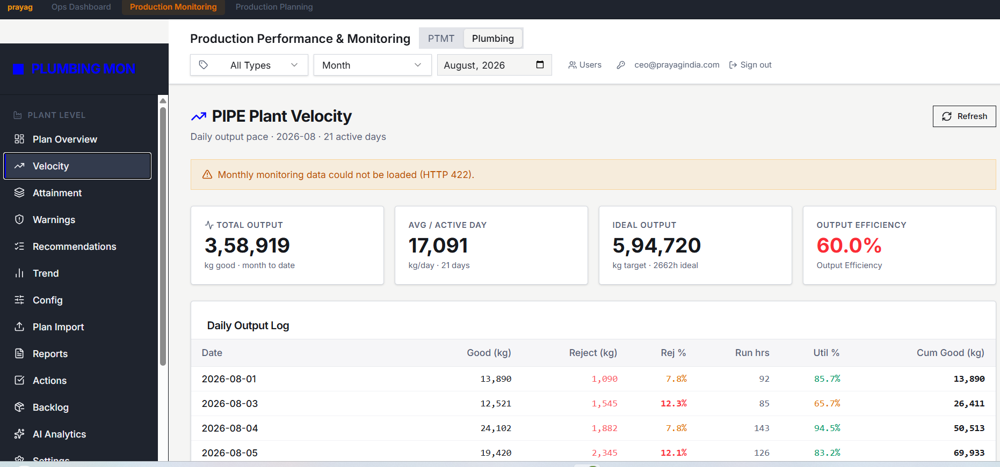 prayag Ops Dashboard Production Monitoring Production Planning
PLUMBING MON
PLANT LEVEL
Plan Overview
Velocity
Attainment
Warnings
Recommendations
Trend
Config
Plan Import
Reports
Actions
Backlog
AI Analytics
Settings
Production Performance & Monitoring PTMT Plumbing
All Types Month August, 2026 Users ceo@prayagindia.com Sign out
PIPE Plant Velocity
Refresh
Daily output pace · 2026-08 · 21 active days
Monthly monitoring data could not be loaded (HTTP 422).
TOTAL OUTPUT
3,58,919
kg good · month to date
AVG / ACTIVE DAY
17,091
kg/day · 21 days
IDEAL OUTPUT
5,94,720
kg target · 2662h ideal
OUTPUT EFFICIENCY
60.0%
Output Efficiency
Daily Output Log
Date Good (kg) Reject (kg) Rej % Run hrs Util % Cum Good (kg)
2026-08-01 13,890 1,090 7.8% 92 85.7% 13,890
2026-08-03 12,521 1,545 12.3% 85 65.7% 26,411
2026-08-04 24,102 1,882 7.8% 143 94.5% 50,513
2026-08-05 19,420 2,345 12.1% 126 83.2% 69,933